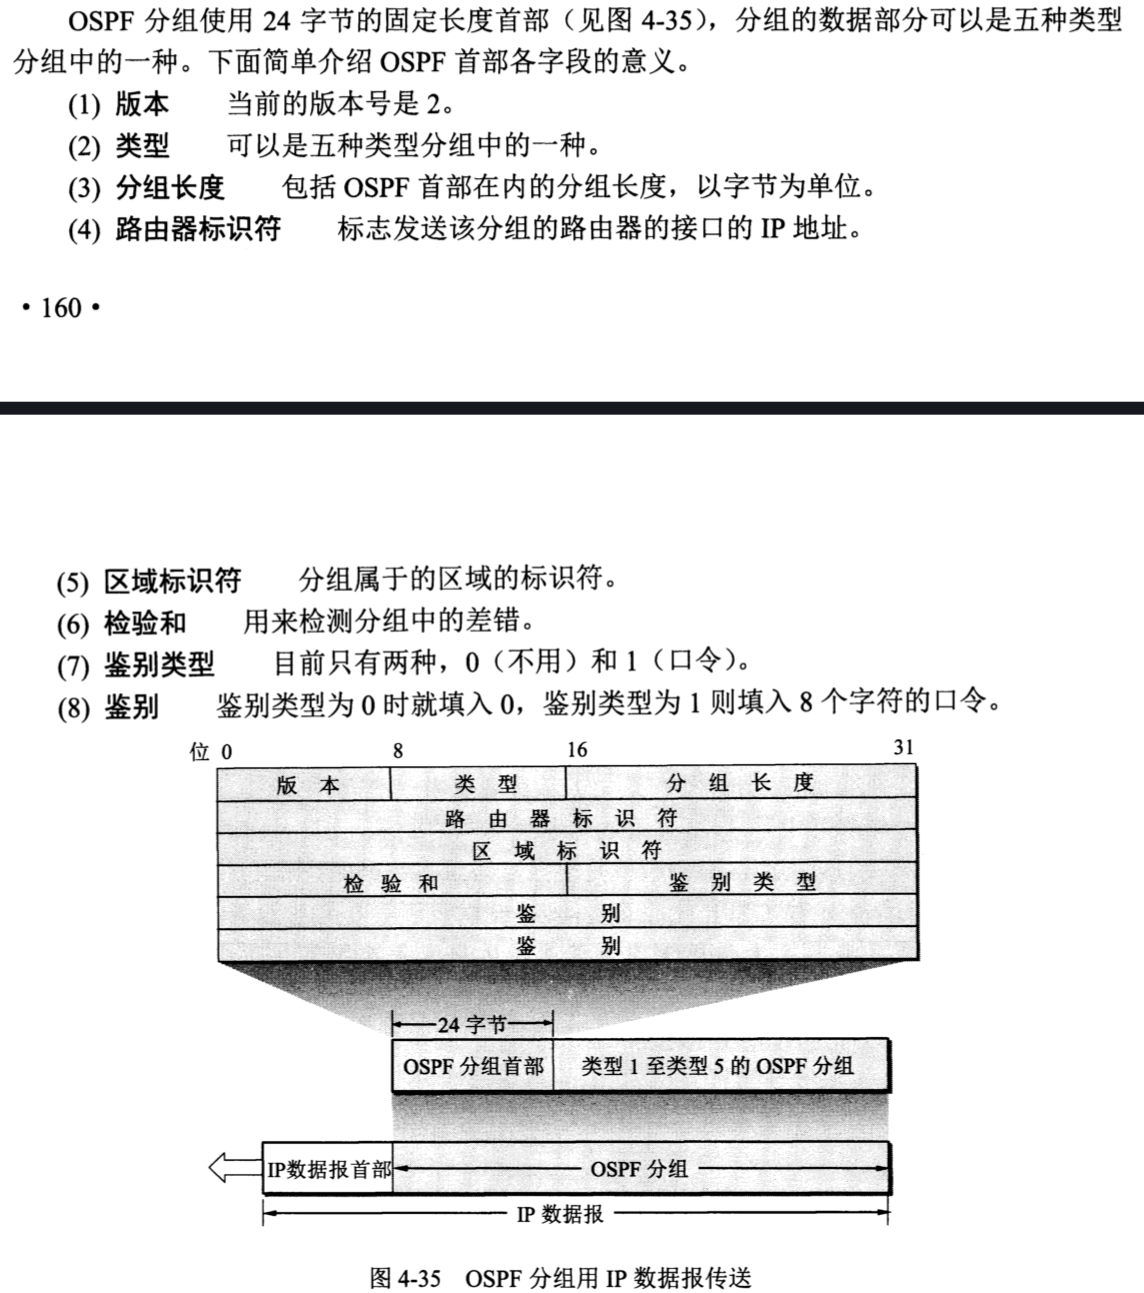 OSPF 分组使用 24 字节的固定长度首部（见图 4-35），分组的数据部分可以是五种类型
分组中的一种。下面简单介绍 OSPF 首部各字段的意义。
(1) 版本 当前的版本号是 2。
(2) 类型 可以是五种类型分组中的一种。
(3) 分组长度 包括 OSPF 首部在内的分组长度，以字节为单位。
(4) 路由器标识符 标志发送该分组的路由器的接口的 IP 地址。
• 160 •
(5) 区域标识符 分组属于的区域的标识符。
(6) 检验和 用来检测分组中的差错。
(7) 鉴别类型 目前只有两种，0（不用）和 1（口令）。
(8) 鉴别 鉴别类型为 0 时就填入 0，鉴别类型为 1 则填入 8 个字符的口令。
位 0 8 16 31
版本 类型 分组长度
路由器标识符
区域标识符
检验和 鉴别类型
鉴别
鉴别
24 字节
OSPF 分组首部 类型 1 至类型 5 的 OSPF 分组
IP数据报首部 OSPF 分组
IP 数据报
图 4-35 OSPF 分组用 IP 数据报传送